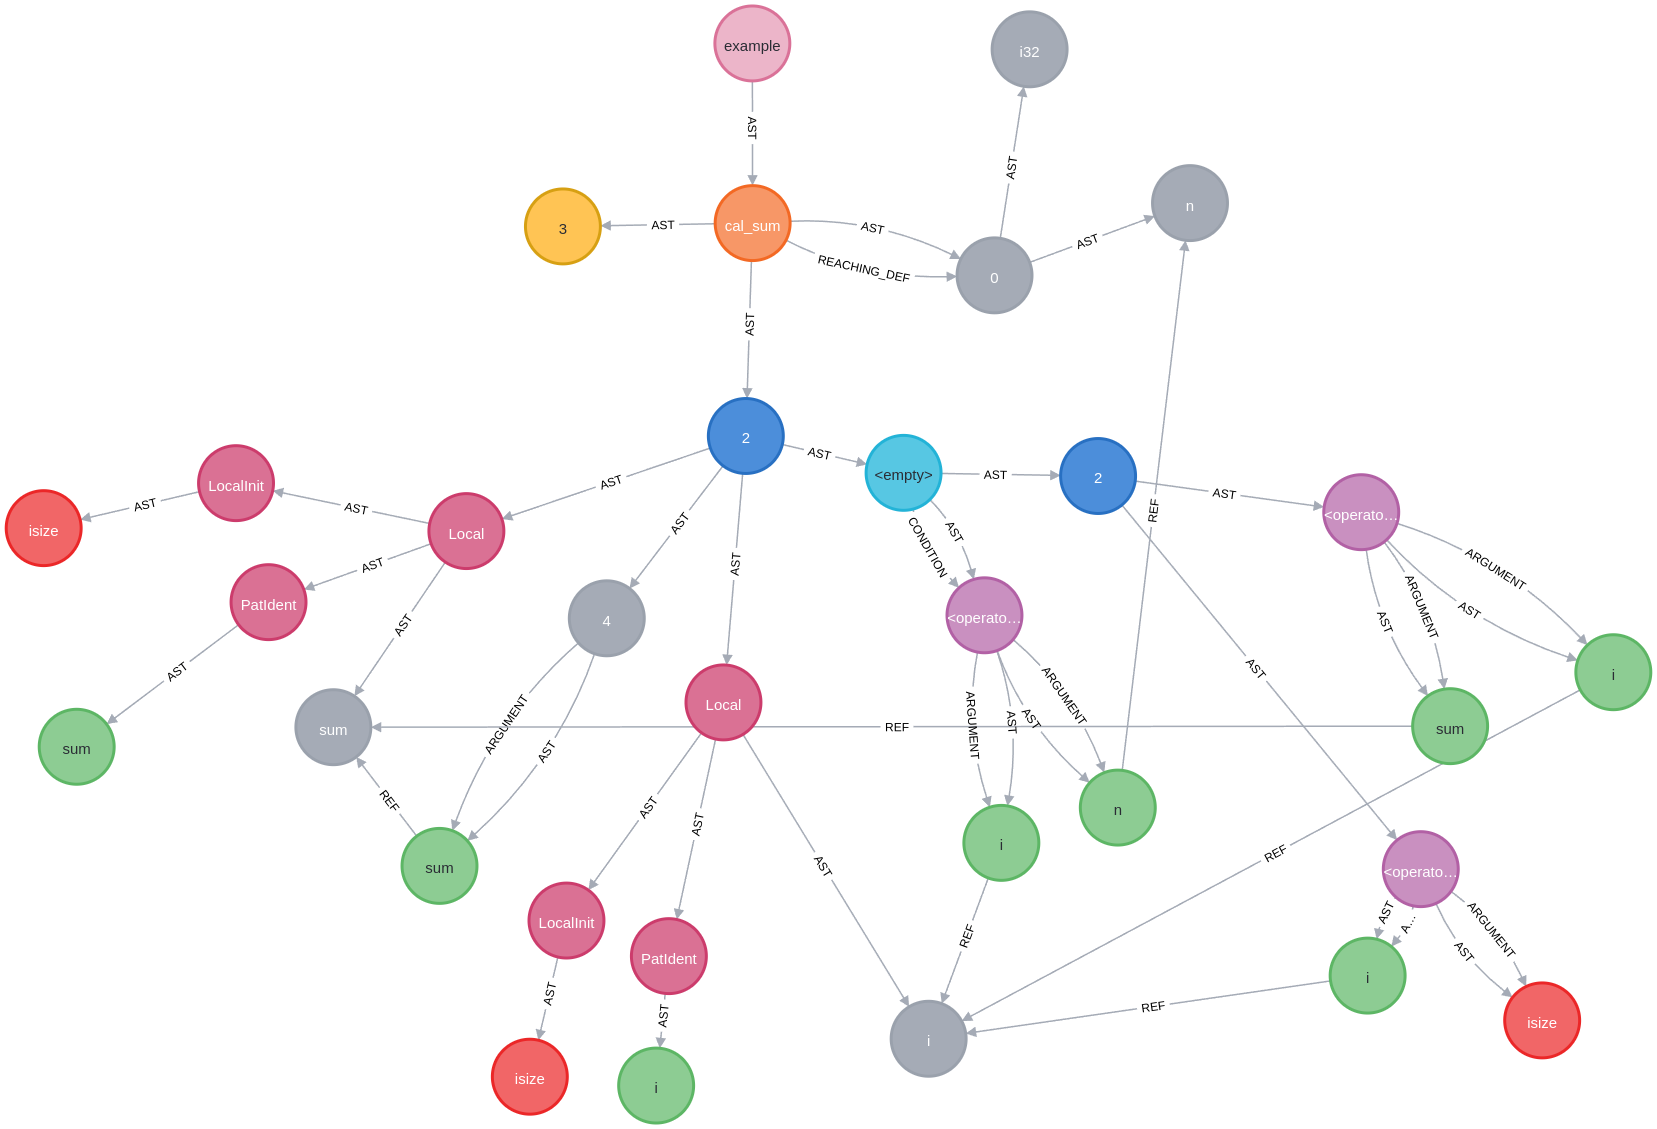 example
i32
AST
AST
n
3
AST
cal_sum
AST
AST
REACHING_DEF
0
AST
2
AST
<empty>
AST
2
AST
<operato…
REF
LocalInit
AST
isize
AST
Local
AST
AST
AST
CONDITION
ARGUMENT
AST
PatIdent
AST
4
AST
<operato…
AST
ARGUMENT
AST
AST
i
sum
AST
sum
ARGUMENT
AST
Local
REF
ARGUMENT
AST
AST
ARGUMENT
sum
REF
sum
AST
AST
AST
i
n
REF
AST
<operato…
LocalInit
PatIdent
REF
AST
A…
AST
ARGUMENT
i
isize
AST
AST
i
REF
isize
i